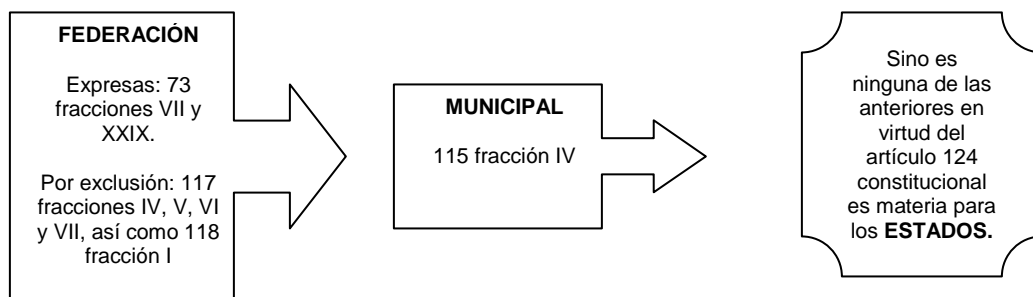 FEDERACIÓN
Expresas: 73
fracciones VII y
XXIX.
Por exclusión: 117
fracciones IV, V, VI
y VII, así como 118
fracción I
MUNICIPAL
115 fracción IV
Sino es
ninguna de las
anteriores en
virtud del
artículo 124
constitucional
es materia para
los ESTADOS.